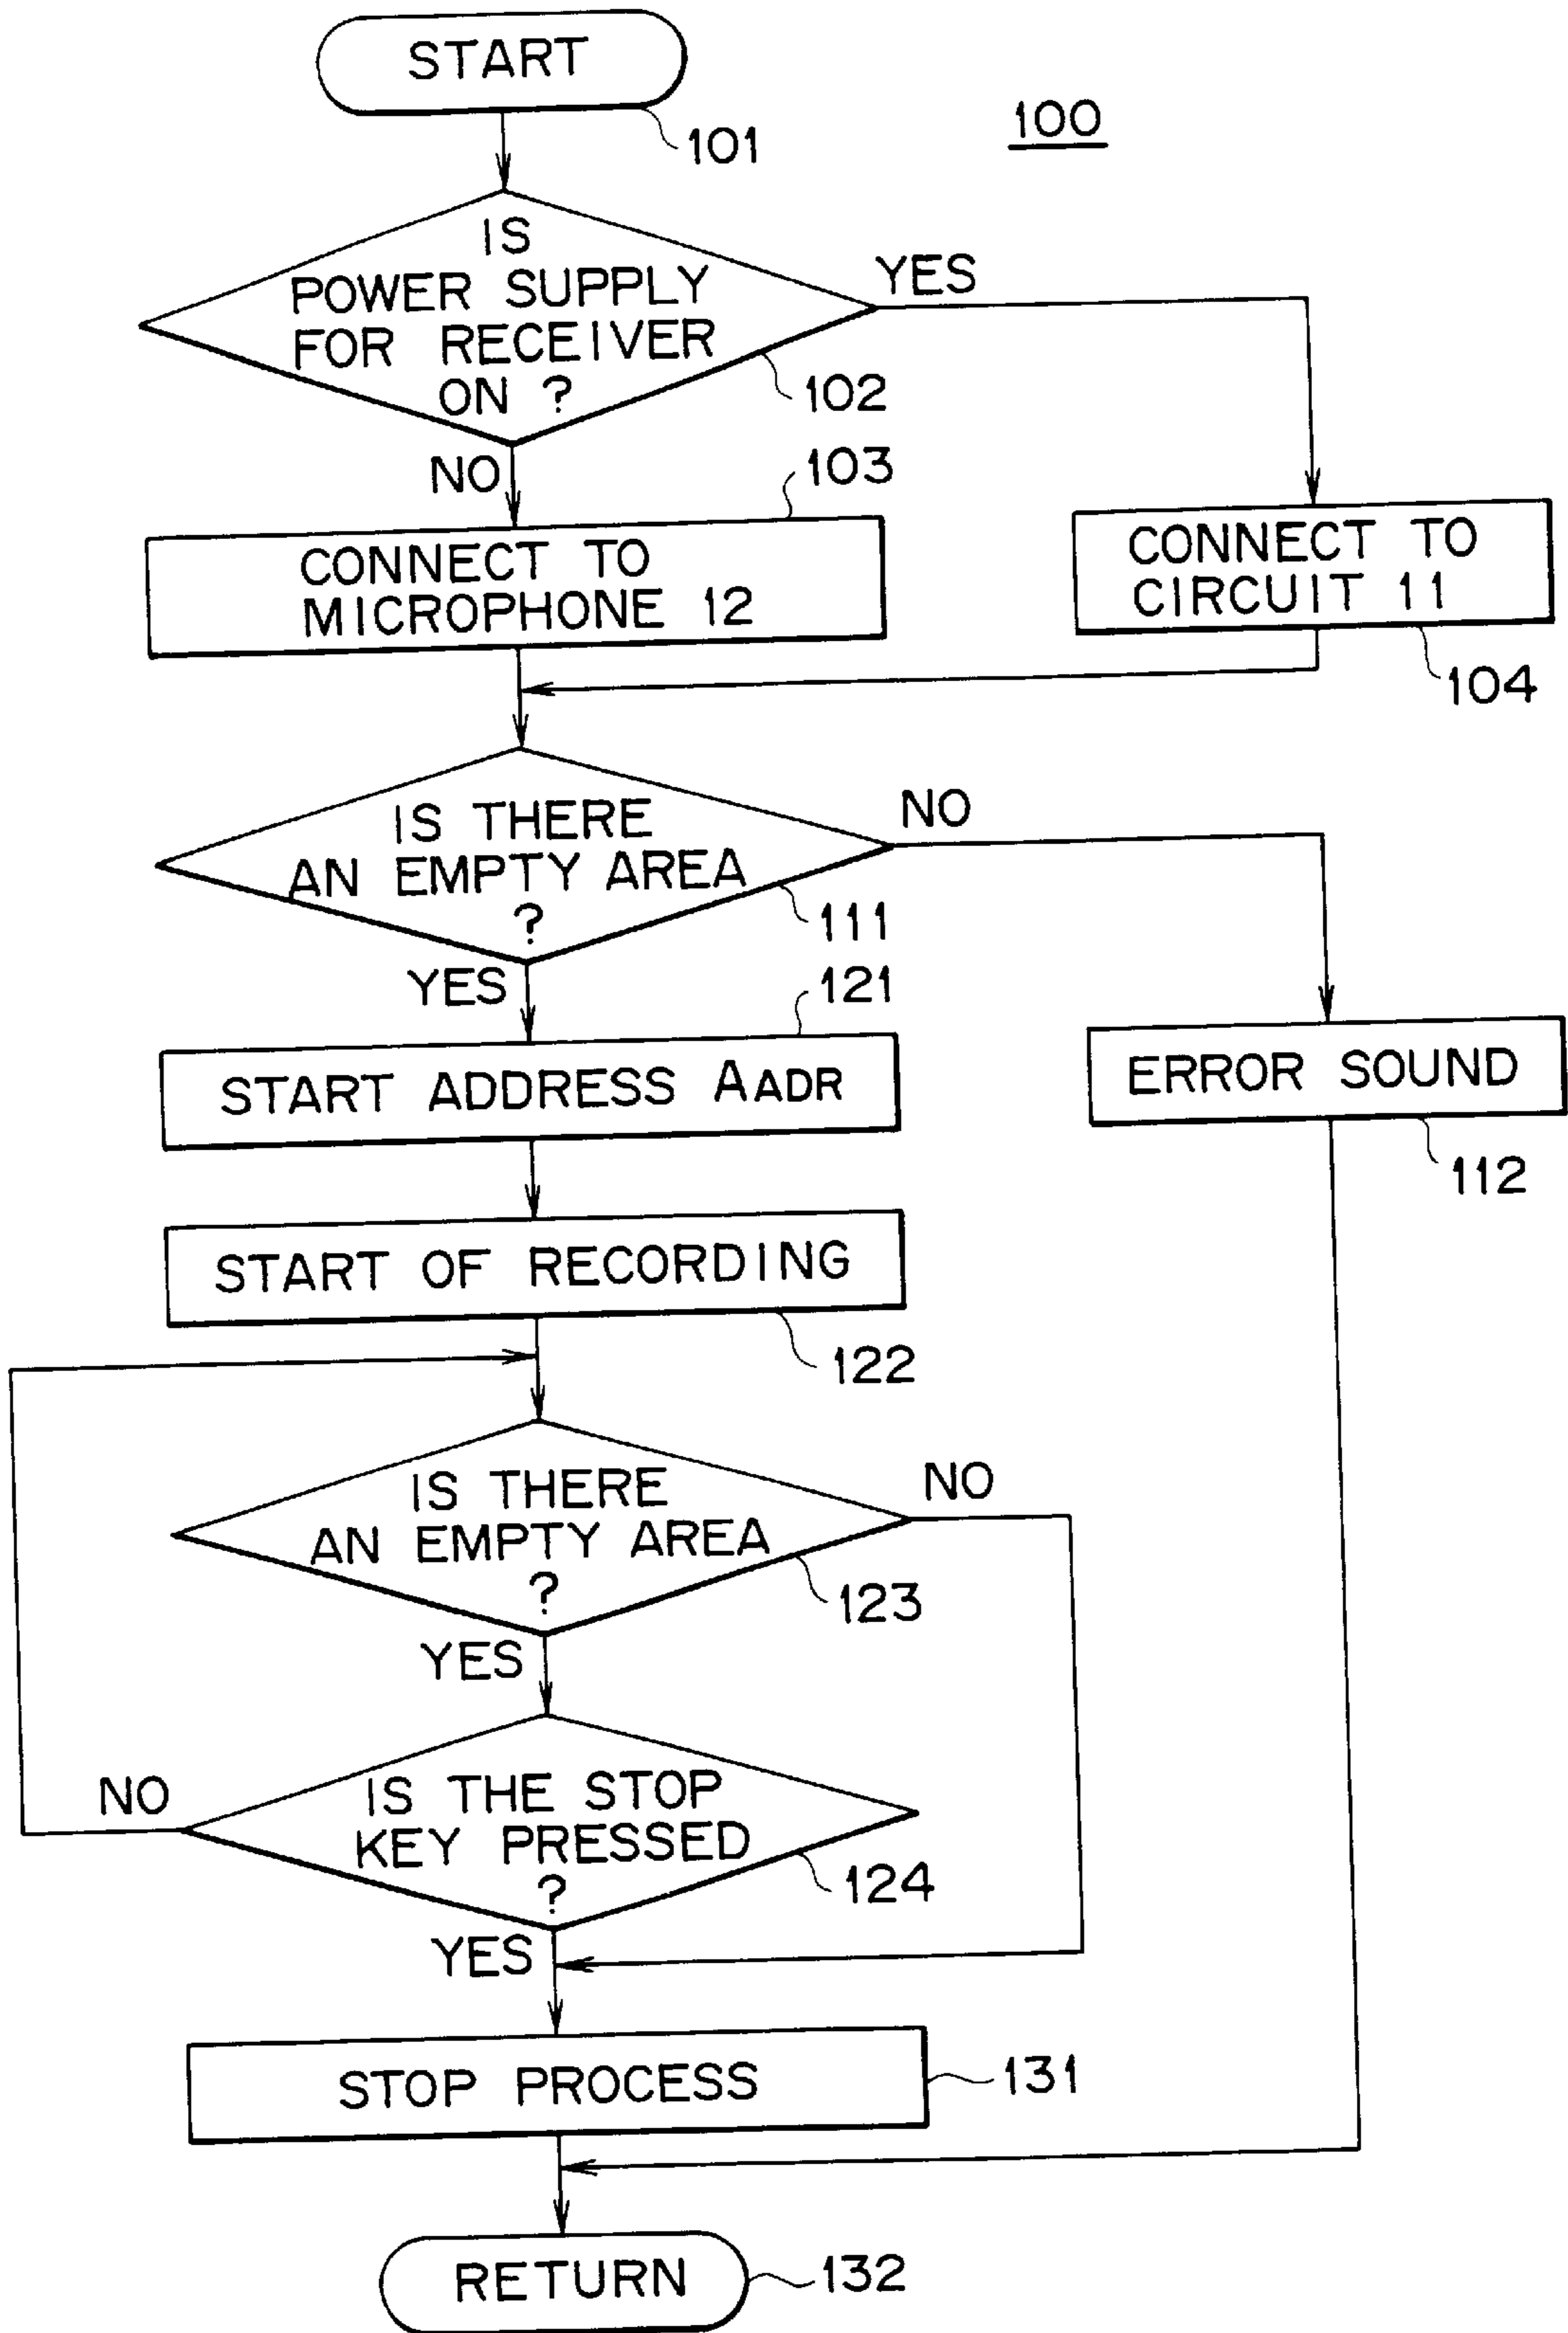 START
101
100
IS
POWER SUPPLY
FOR RECEIVER
ON ?
YES
102
NO
103
CONNECT TO
MICROPHONE 12
CONNECT TO
CIRCUIT 11
104
IS THERE
AN EMPTY AREA
?
NO
111
YES
121
START ADDRESS AADR
ERROR SOUND
112
START OF RECORDING
122
IS THERE
AN EMPTY AREA
?
NO
123
YES
IS THE STOP
KEY PRESSED
?
NO
124
YES
STOP PROCESS
131
RETURN
132